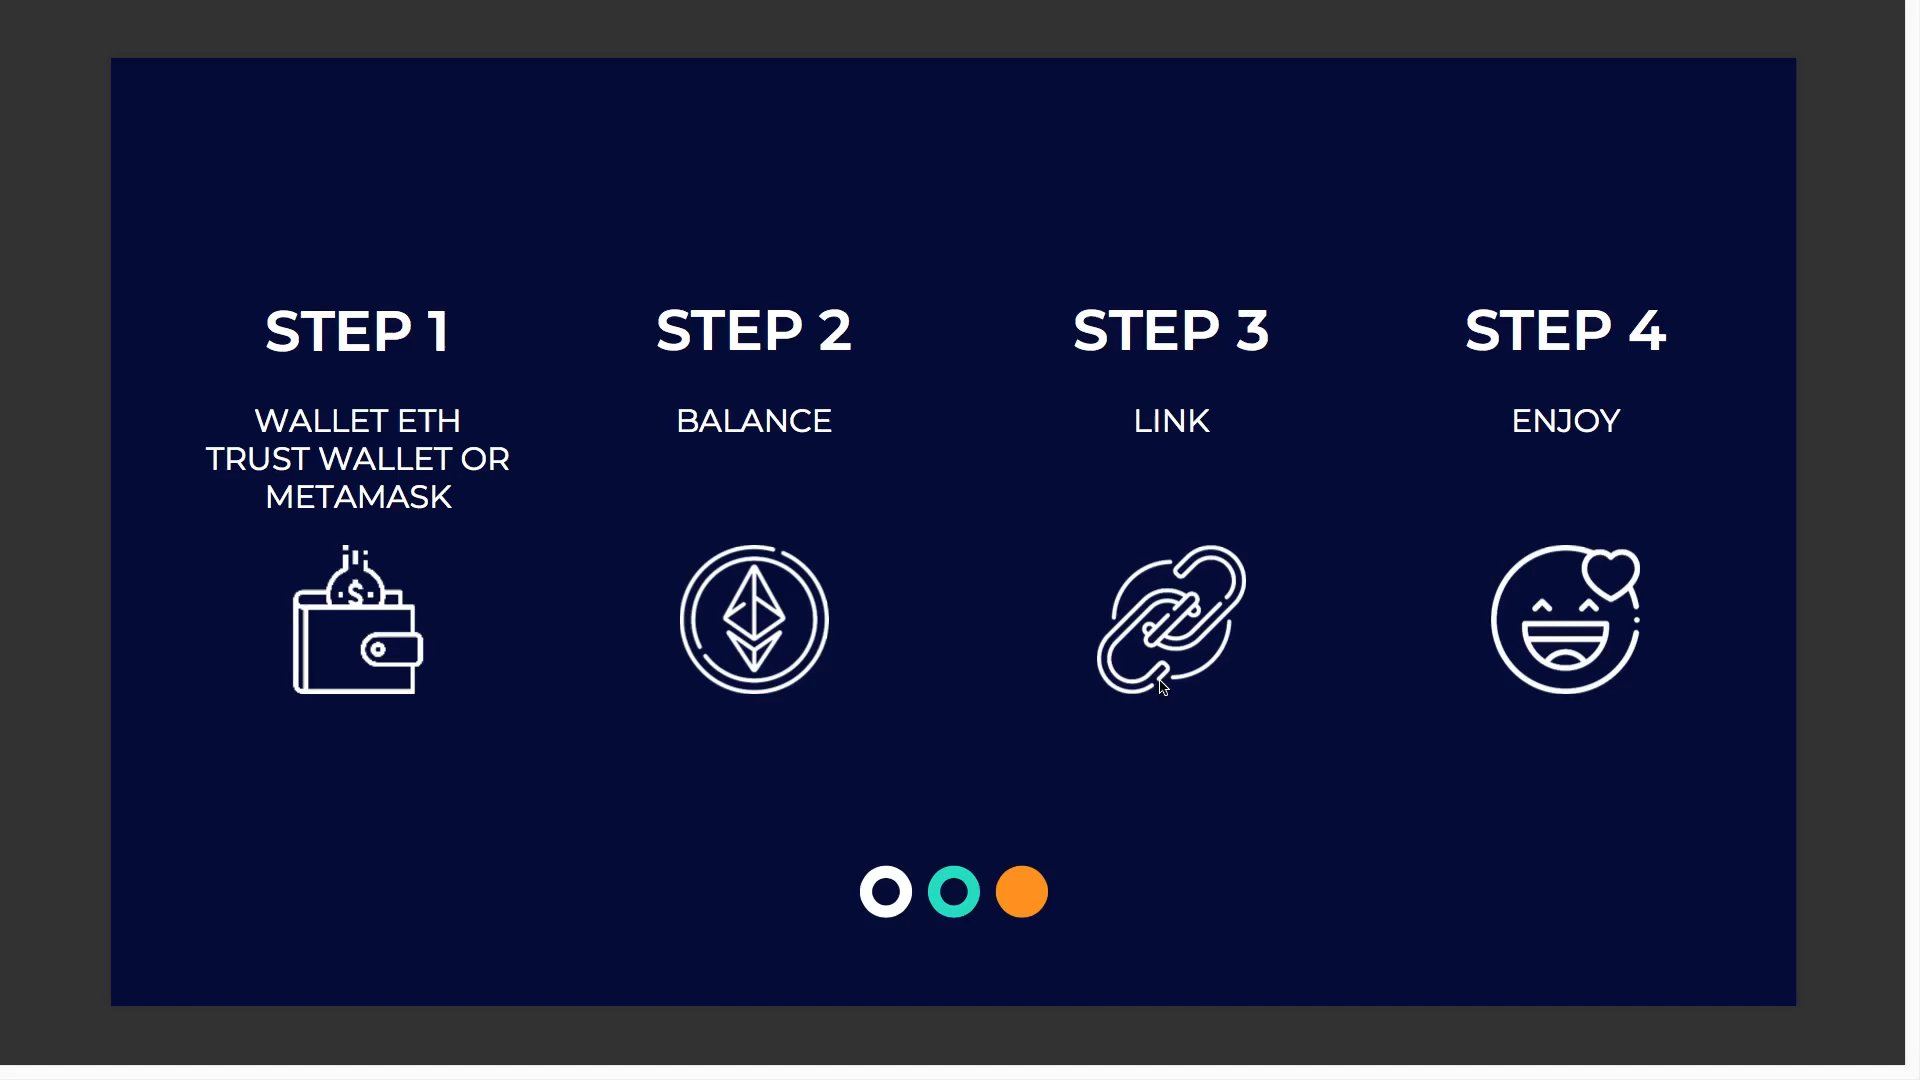 STEP 1
WALLET ETH
TRUST WALLET OR
METAMASK
$
STEP 2
BALANCE
STEP 3
LINK
STEP 4
ENJOY